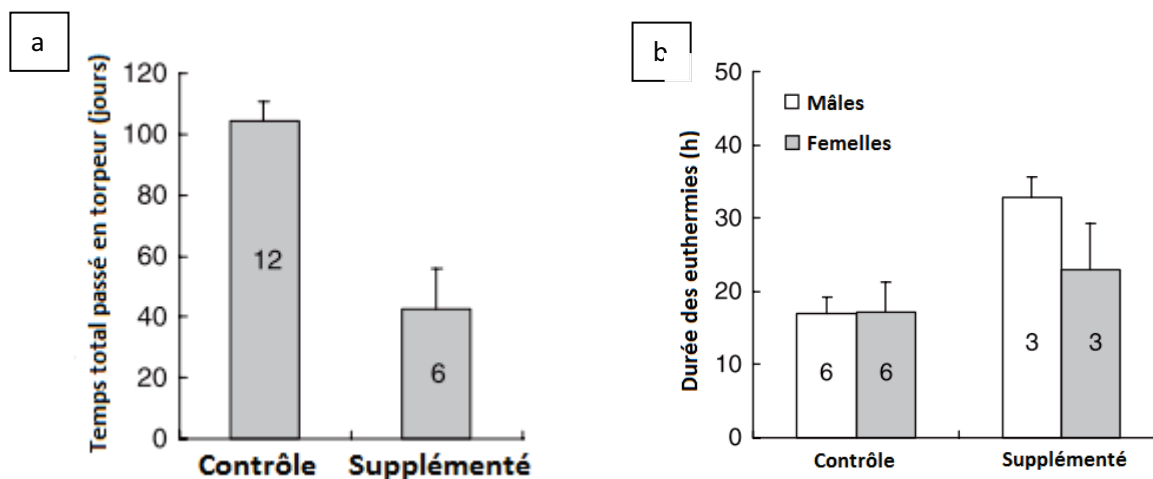 a
Temps total passé en torpeur (jours)
120
100
80
60
40
20
0
12
6
Contrôle
Supplémenté
b
Durée des euthermies (h)
50
40
30
20
10
0
Mâles
Femelles
6
6
3
3
Contrôle
Supplémenté